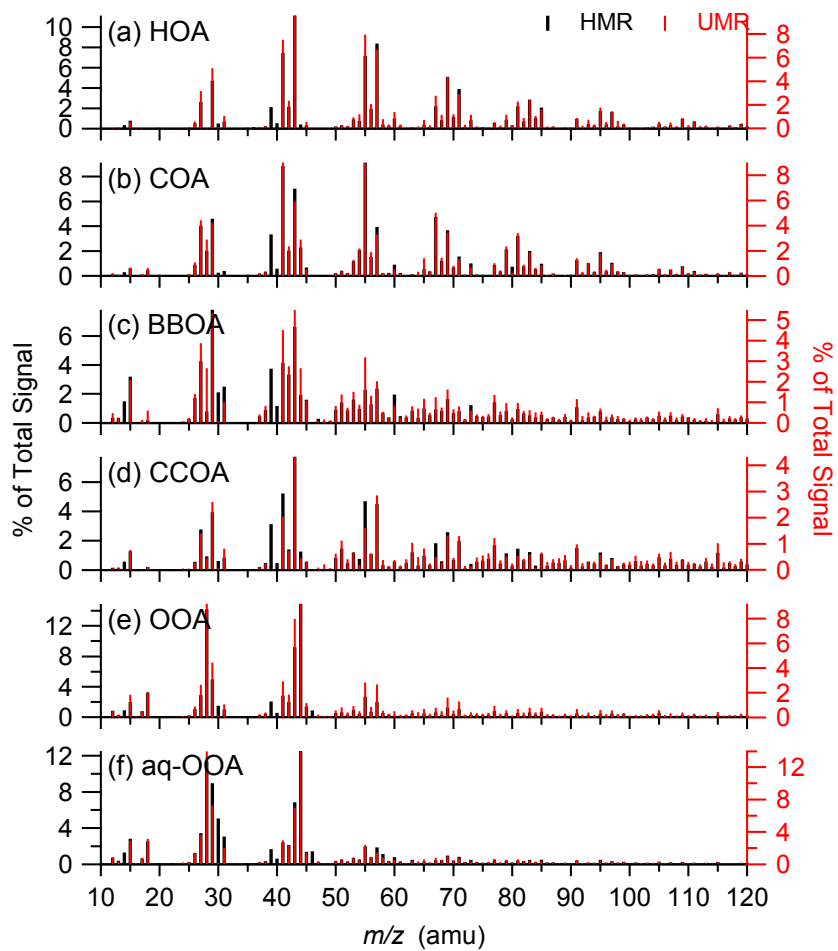 HMR UMR
10 8 6 4 2 0 (a) HOA 8 6 4 2 0
8 6 4 2 0 (b) COA 8 6 4 2 0
6 4 2 0 (c) BBOA 5 4 3 2 1 0
6 4 2 0 (d) CCOA 4 3 2 1 0
12 8 4 0 (e) OOA 8 6 4 2 0
12 8 4 0 (f) aq-OOA 12 8 4 0
% of Total Signal
% of Total Signal
10 20 30 40 50 60 70 80 90 100 110 120
m/z (amu)